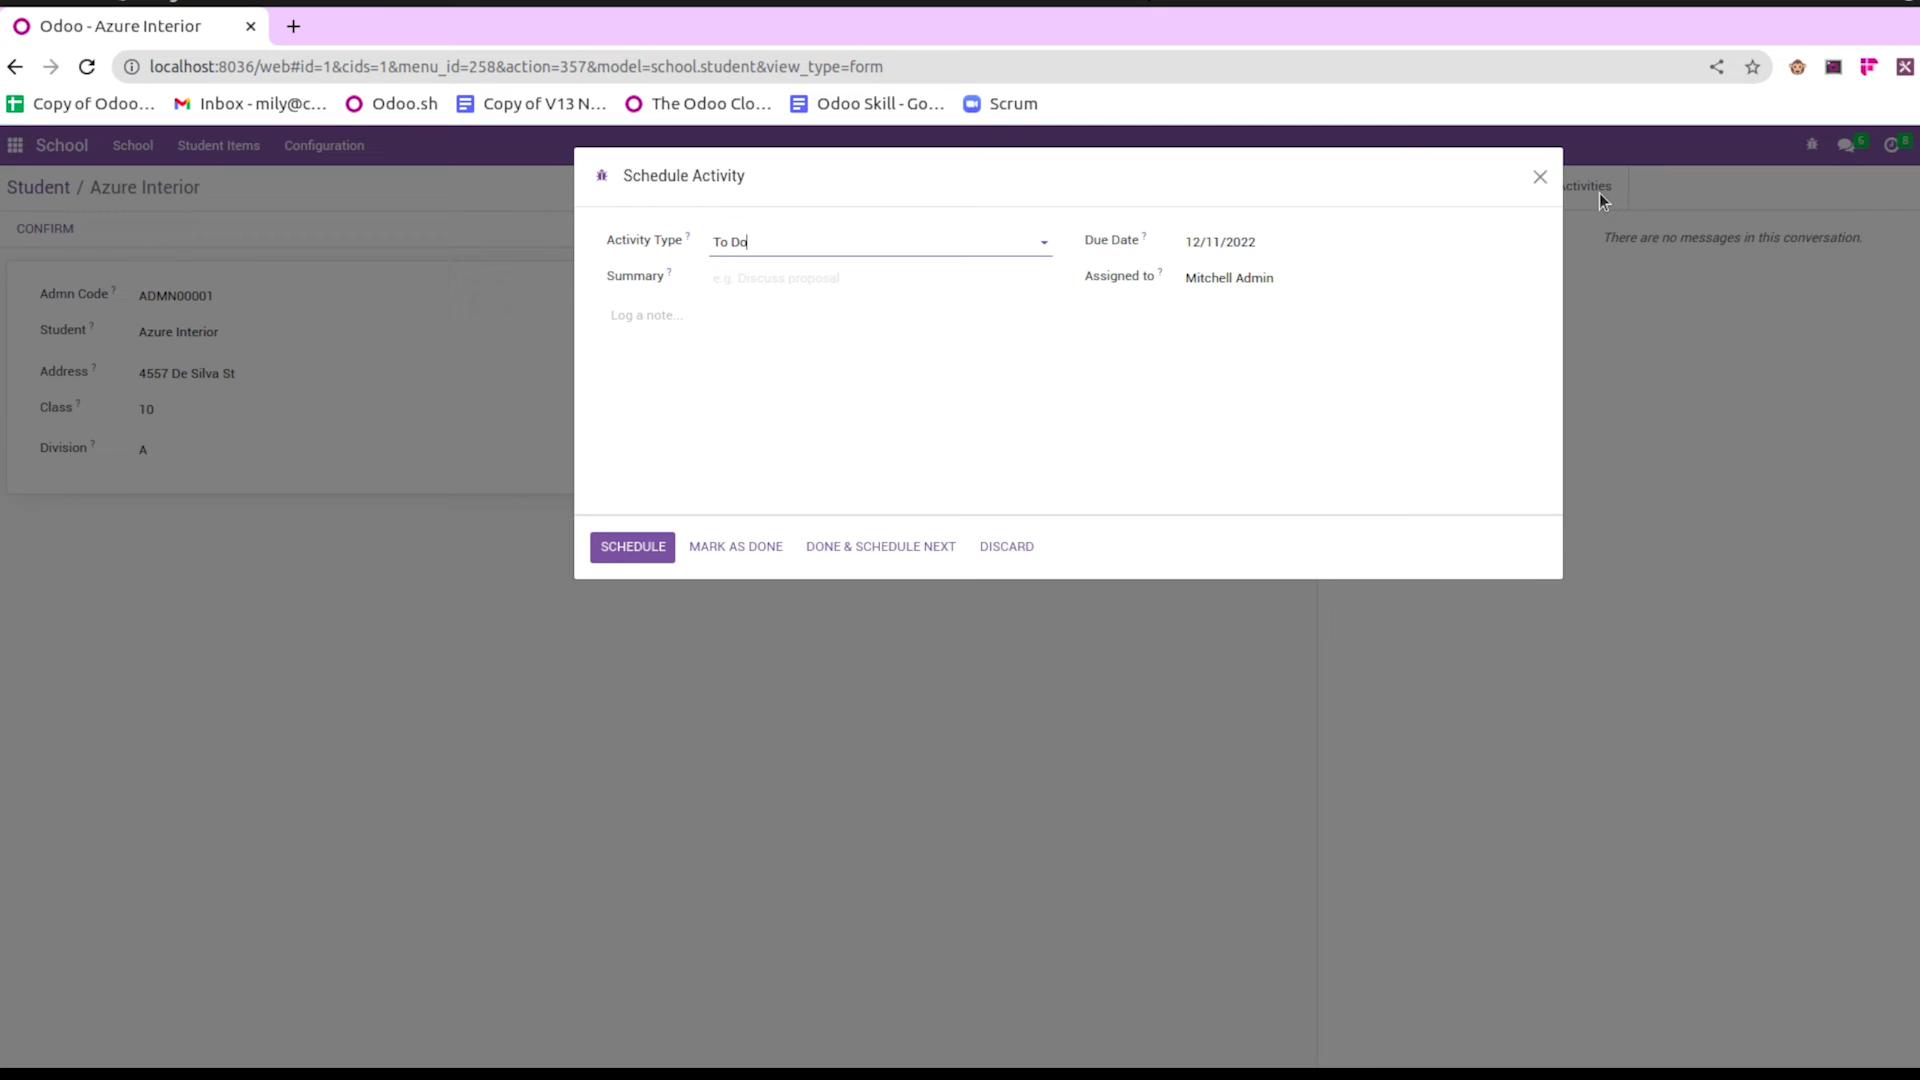 Odoo - Azure Interior
localhost:8036/web#id=1&cids=1&menu_id=258&action=357&model=school.student&view_type=form
Copy of Odoo... Inbox - mily@c... Odoo.sh Copy of V13 N... The Odoo Clo... Odoo Skill - Go... Scrum
School School Student Items Configuration 6 8
Student / Azure Interior
CONFIRM
Admn Code ? ADMN00001
Student ? Azure Interior
Address ? 4557 De Silva St
Class ? 10
Division ? A
Schedule Activity
Activity Type ? To Do Due Date ? 12/11/2022
Summary ? e.g. Discuss proposal Assigned to ? Mitchell Admin
Log a note...
SCHEDULE MARK AS DONE DONE & SCHEDULE NEXT DISCARD
ctivities
There are no messages in this conversation.